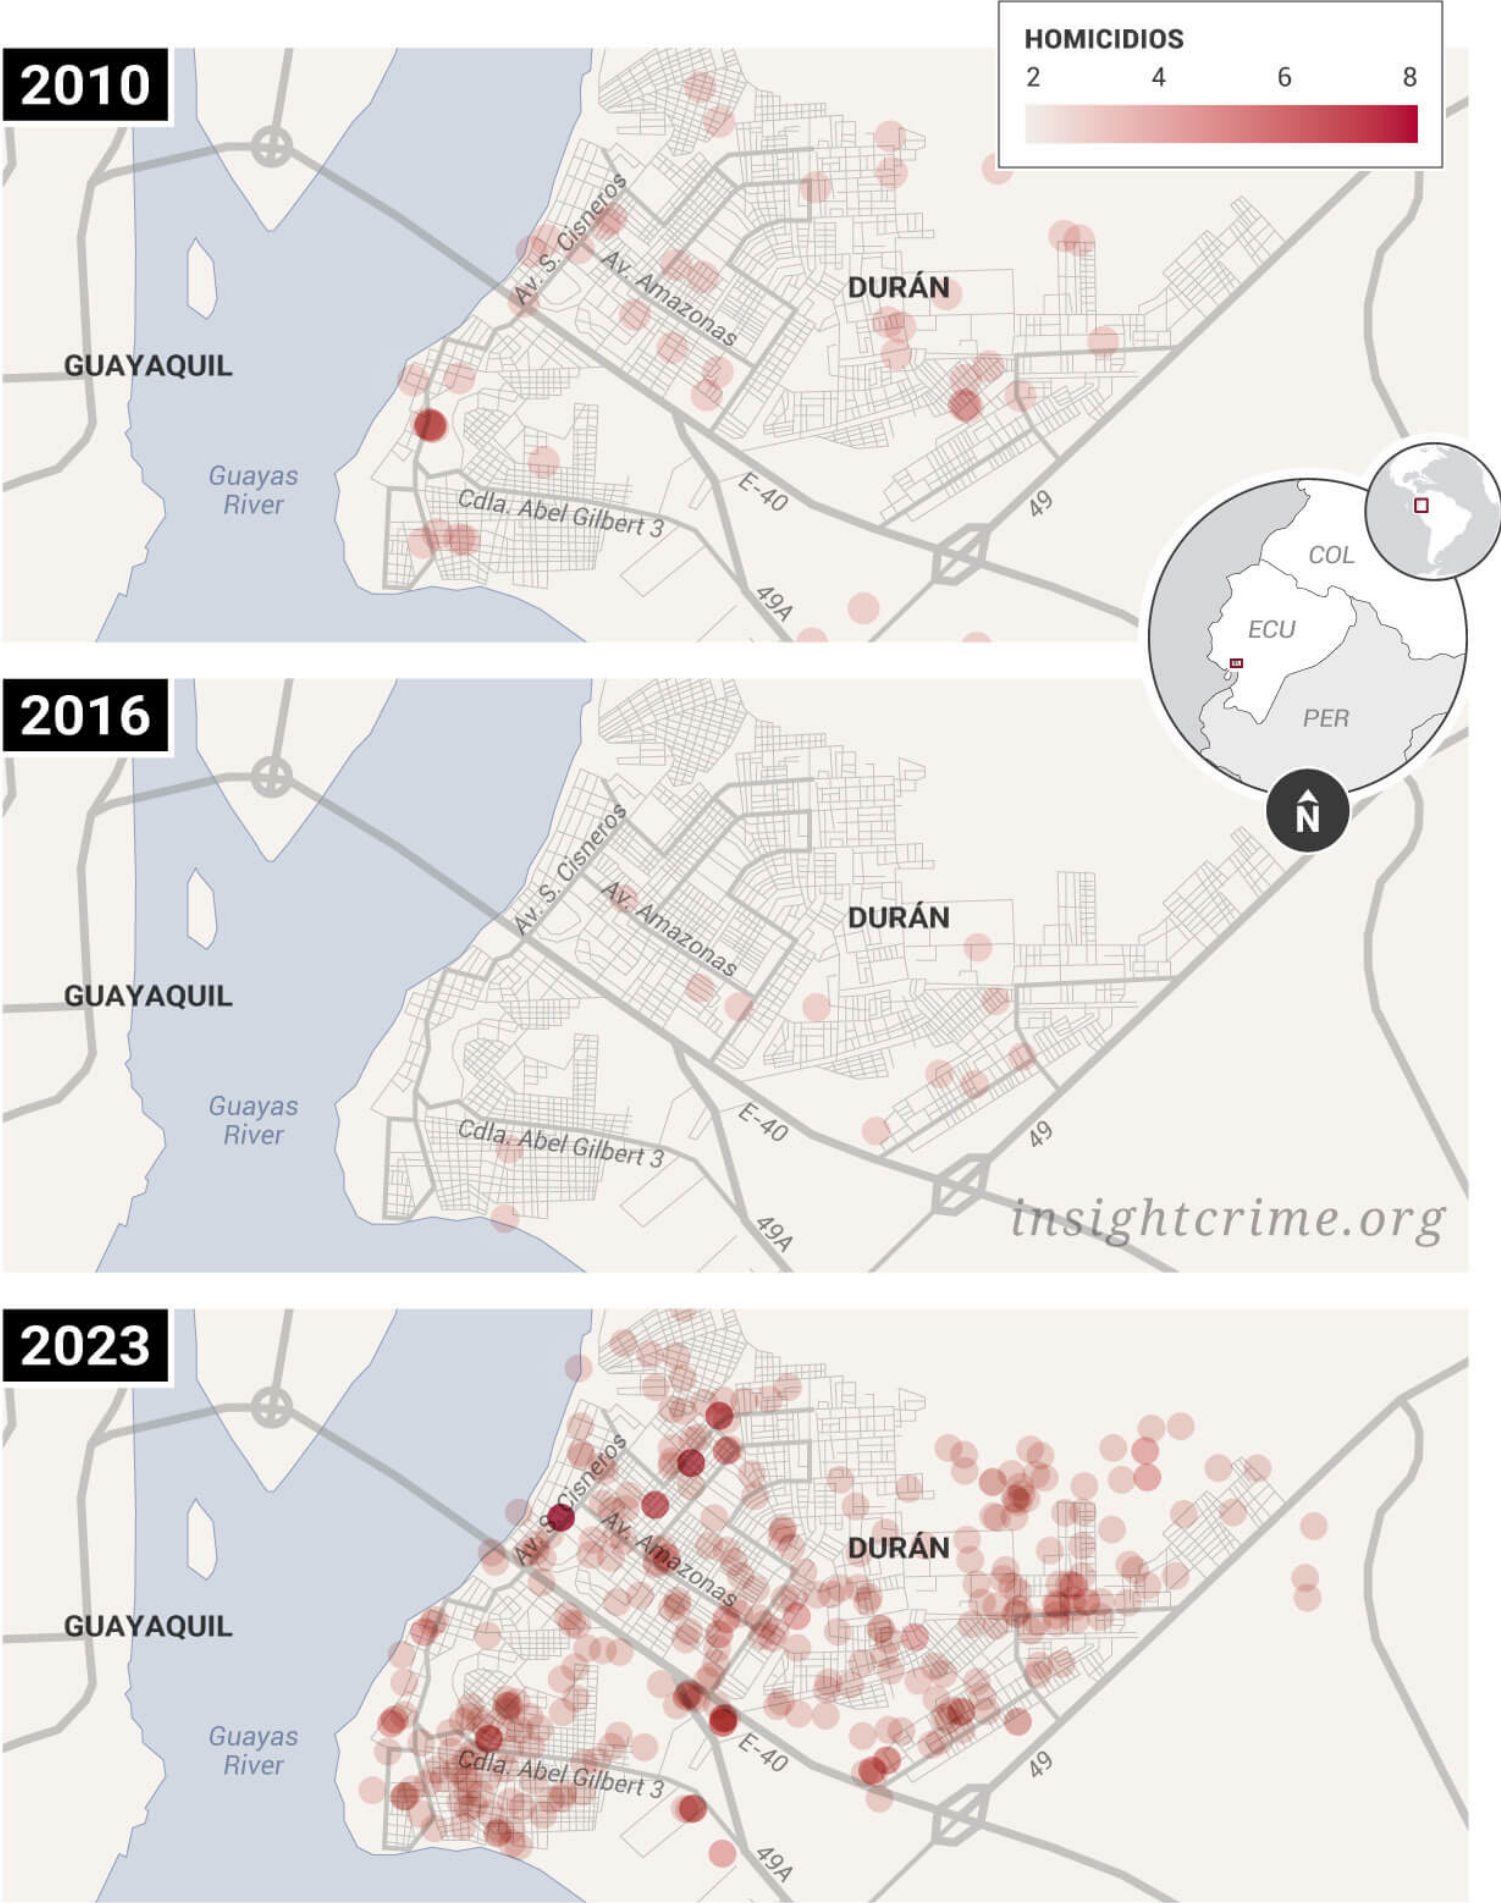 2010
HOMICIDIOS
2 4 6 8
Av. S. Cisneros
Av. Amazonas
DURÁN
GUAYAQUIL
Guayas
River
Cdla. Abel Gilbert 3
E-40
49
49A
COL
ECU
PER
N
2016
Av. S. Cisneros
Av. Amazonas
DURÁN
GUAYAQUIL
Guayas
River
Cdla. Abel Gilbert 3
E-40
49
49A
insightcrime.org
2023
Av. S. Cisneros
Av. Amazonas
DURÁN
GUAYAQUIL
Guayas
River
Cdla. Abel Gilbert 3
E-40
49
49A